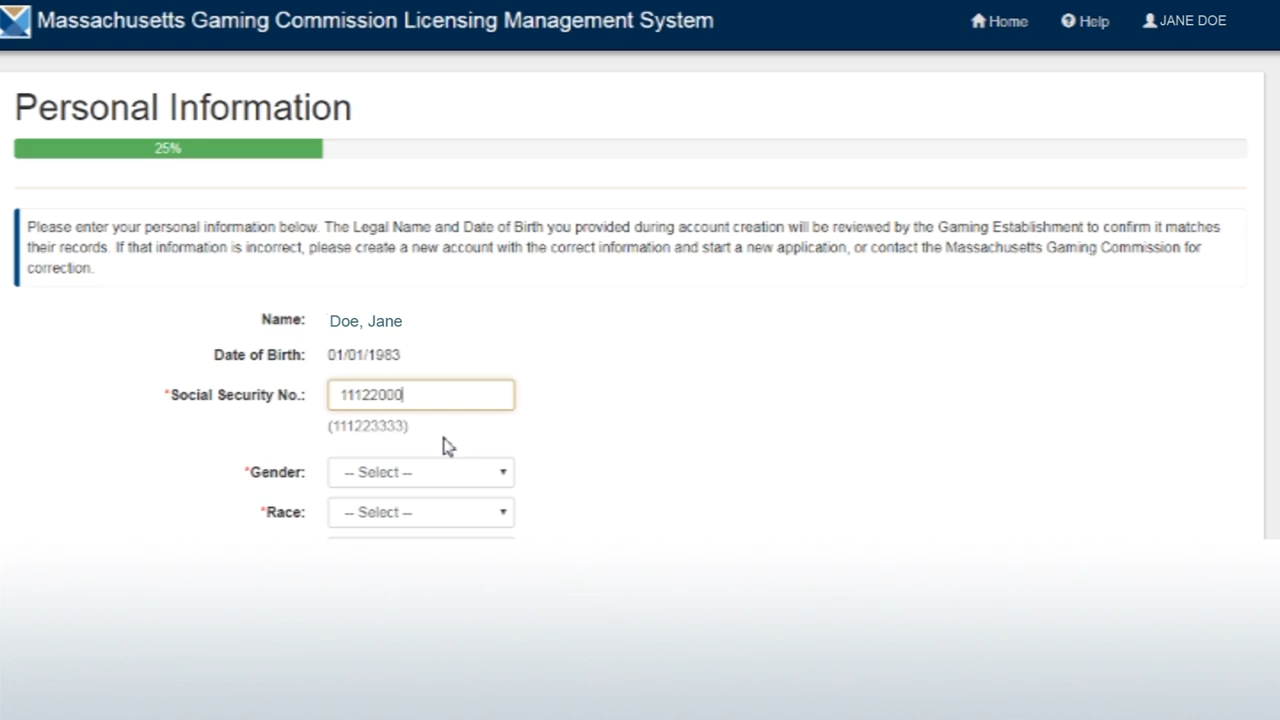 Massachusetts Gaming Commission Licensing Management System Home Help JANE DOE
Personal Information
25%
Please enter your personal information below. The Legal Name and Date of Birth you provided during account creation will be reviewed by the Gaming Establishment to confirm it matches
their records. If that information is incorrect, please create a new account with the correct information and start a new application, or contact the Massachusetts Gaming Commission for
correction.
Name: Doe, Jane
Date of Birth: 01/01/1983
*Social Security No.: 11122000
(111223333)
*Gender: -- Select --
*Race: -- Select --